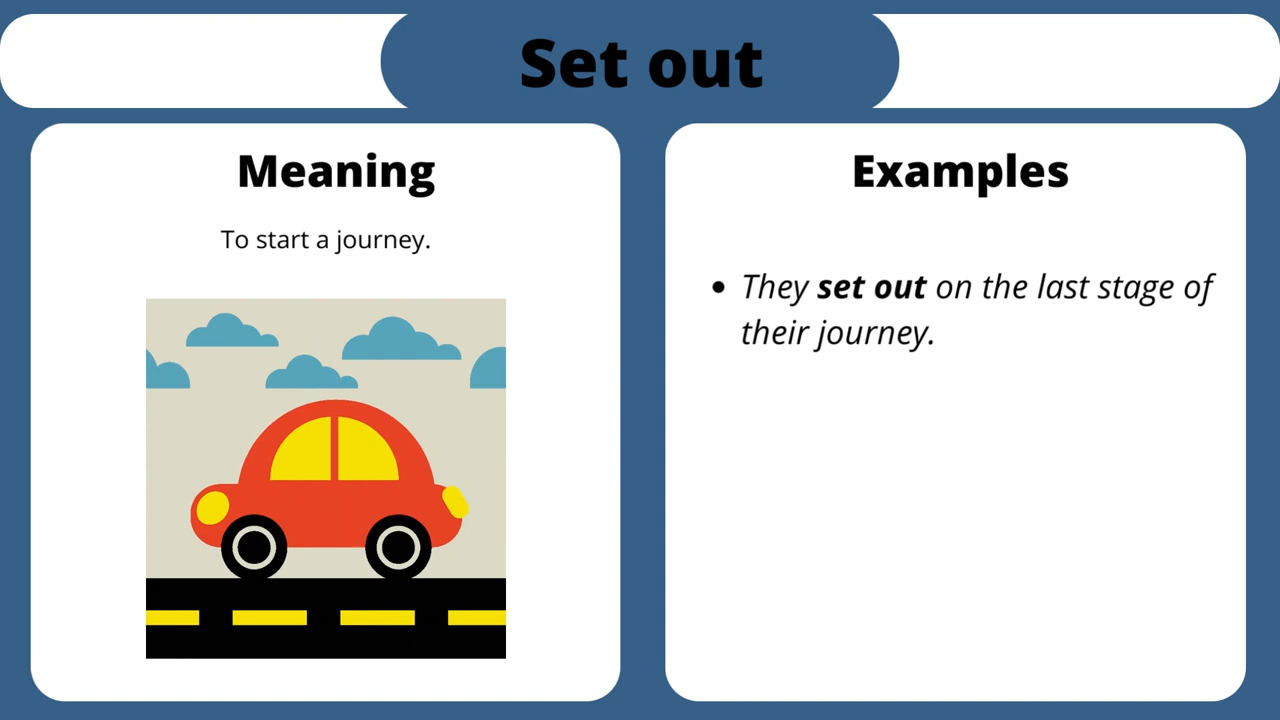 Set out
Meaning
To start a journey.
Examples
• They set out on the last stage of
their journey.